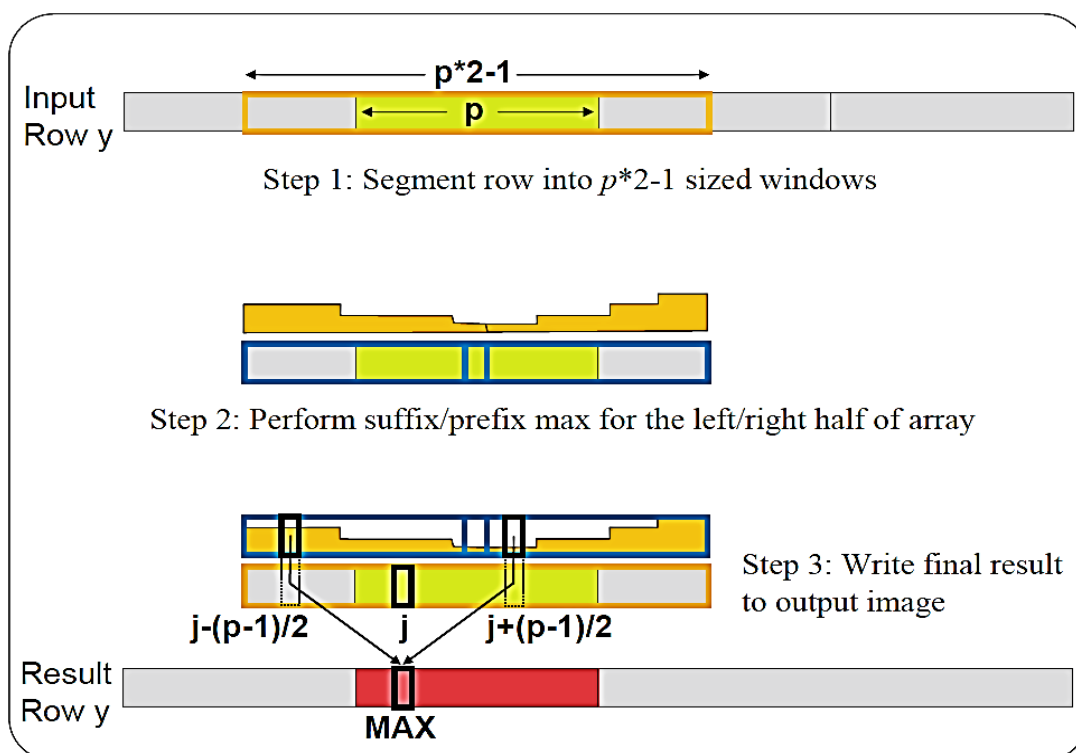 p*2-1
Input
Row y
p
Step 1: Segment row into p*2-1 sized windows
Step 2: Perform suffix/prefix max for the left/right half of array
Step 3: Write final result
to output image
j-(p-1)/2
j
j+(p-1)/2
Result
Row y
MAX